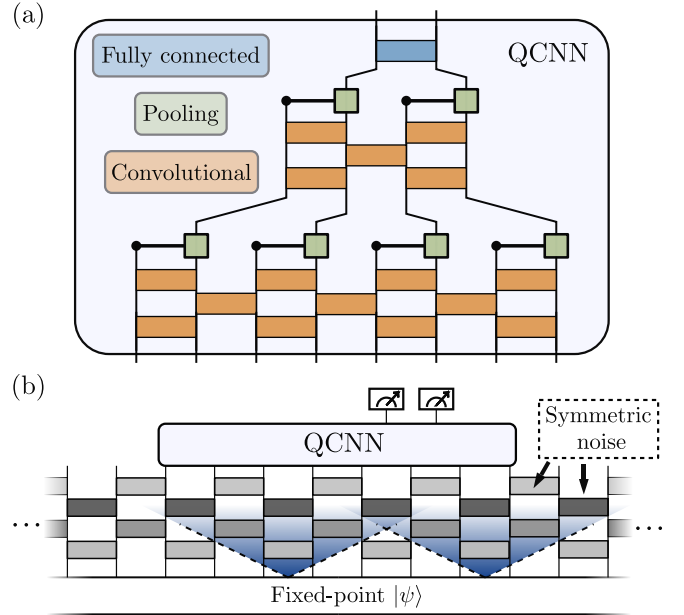 (a)
Fully connected
QCNN
Pooling
Convolutional
(b)
QCNN
Symmetric
noise
...
...
Fixed-point |ψ⟩